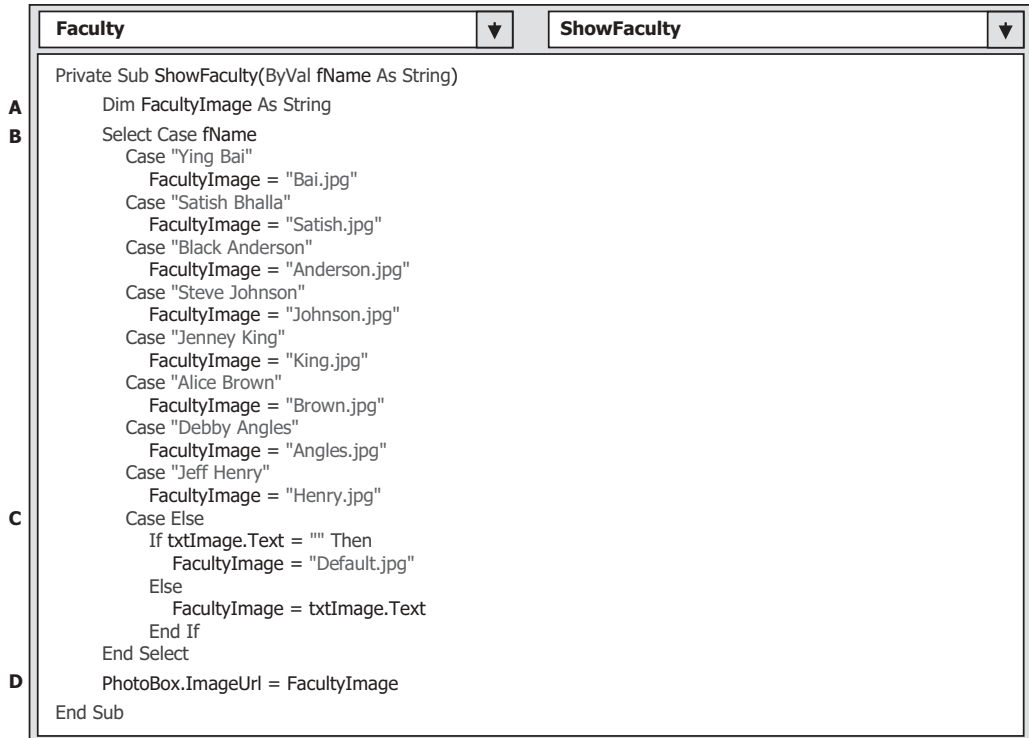 Faculty ShowFaculty
Private Sub ShowFaculty(ByVal fName As String)
A Dim FacultyImage As String
B Select Case fName
Case "Ying Bai"
FacultyImage = "Bai.jpg"
Case "Satish Bhalla"
FacultyImage = "Satish.jpg"
Case "Black Anderson"
FacultyImage = "Anderson.jpg"
Case "Steve Johnson"
FacultyImage = "Johnson.jpg"
Case "Jenney King"
FacultyImage = "King.jpg"
Case "Alice Brown"
FacultyImage = "Brown.jpg"
Case "Debby Angles"
FacultyImage = "Angles.jpg"
Case "Jeff Henry"
FacultyImage = "Henry.jpg"
C Case Else
If txtImage.Text = "" Then
FacultyImage = "Default.jpg"
Else
FacultyImage = txtImage.Text
End If
End Select
D PhotoBox.ImageUrl = FacultyImage
End Sub